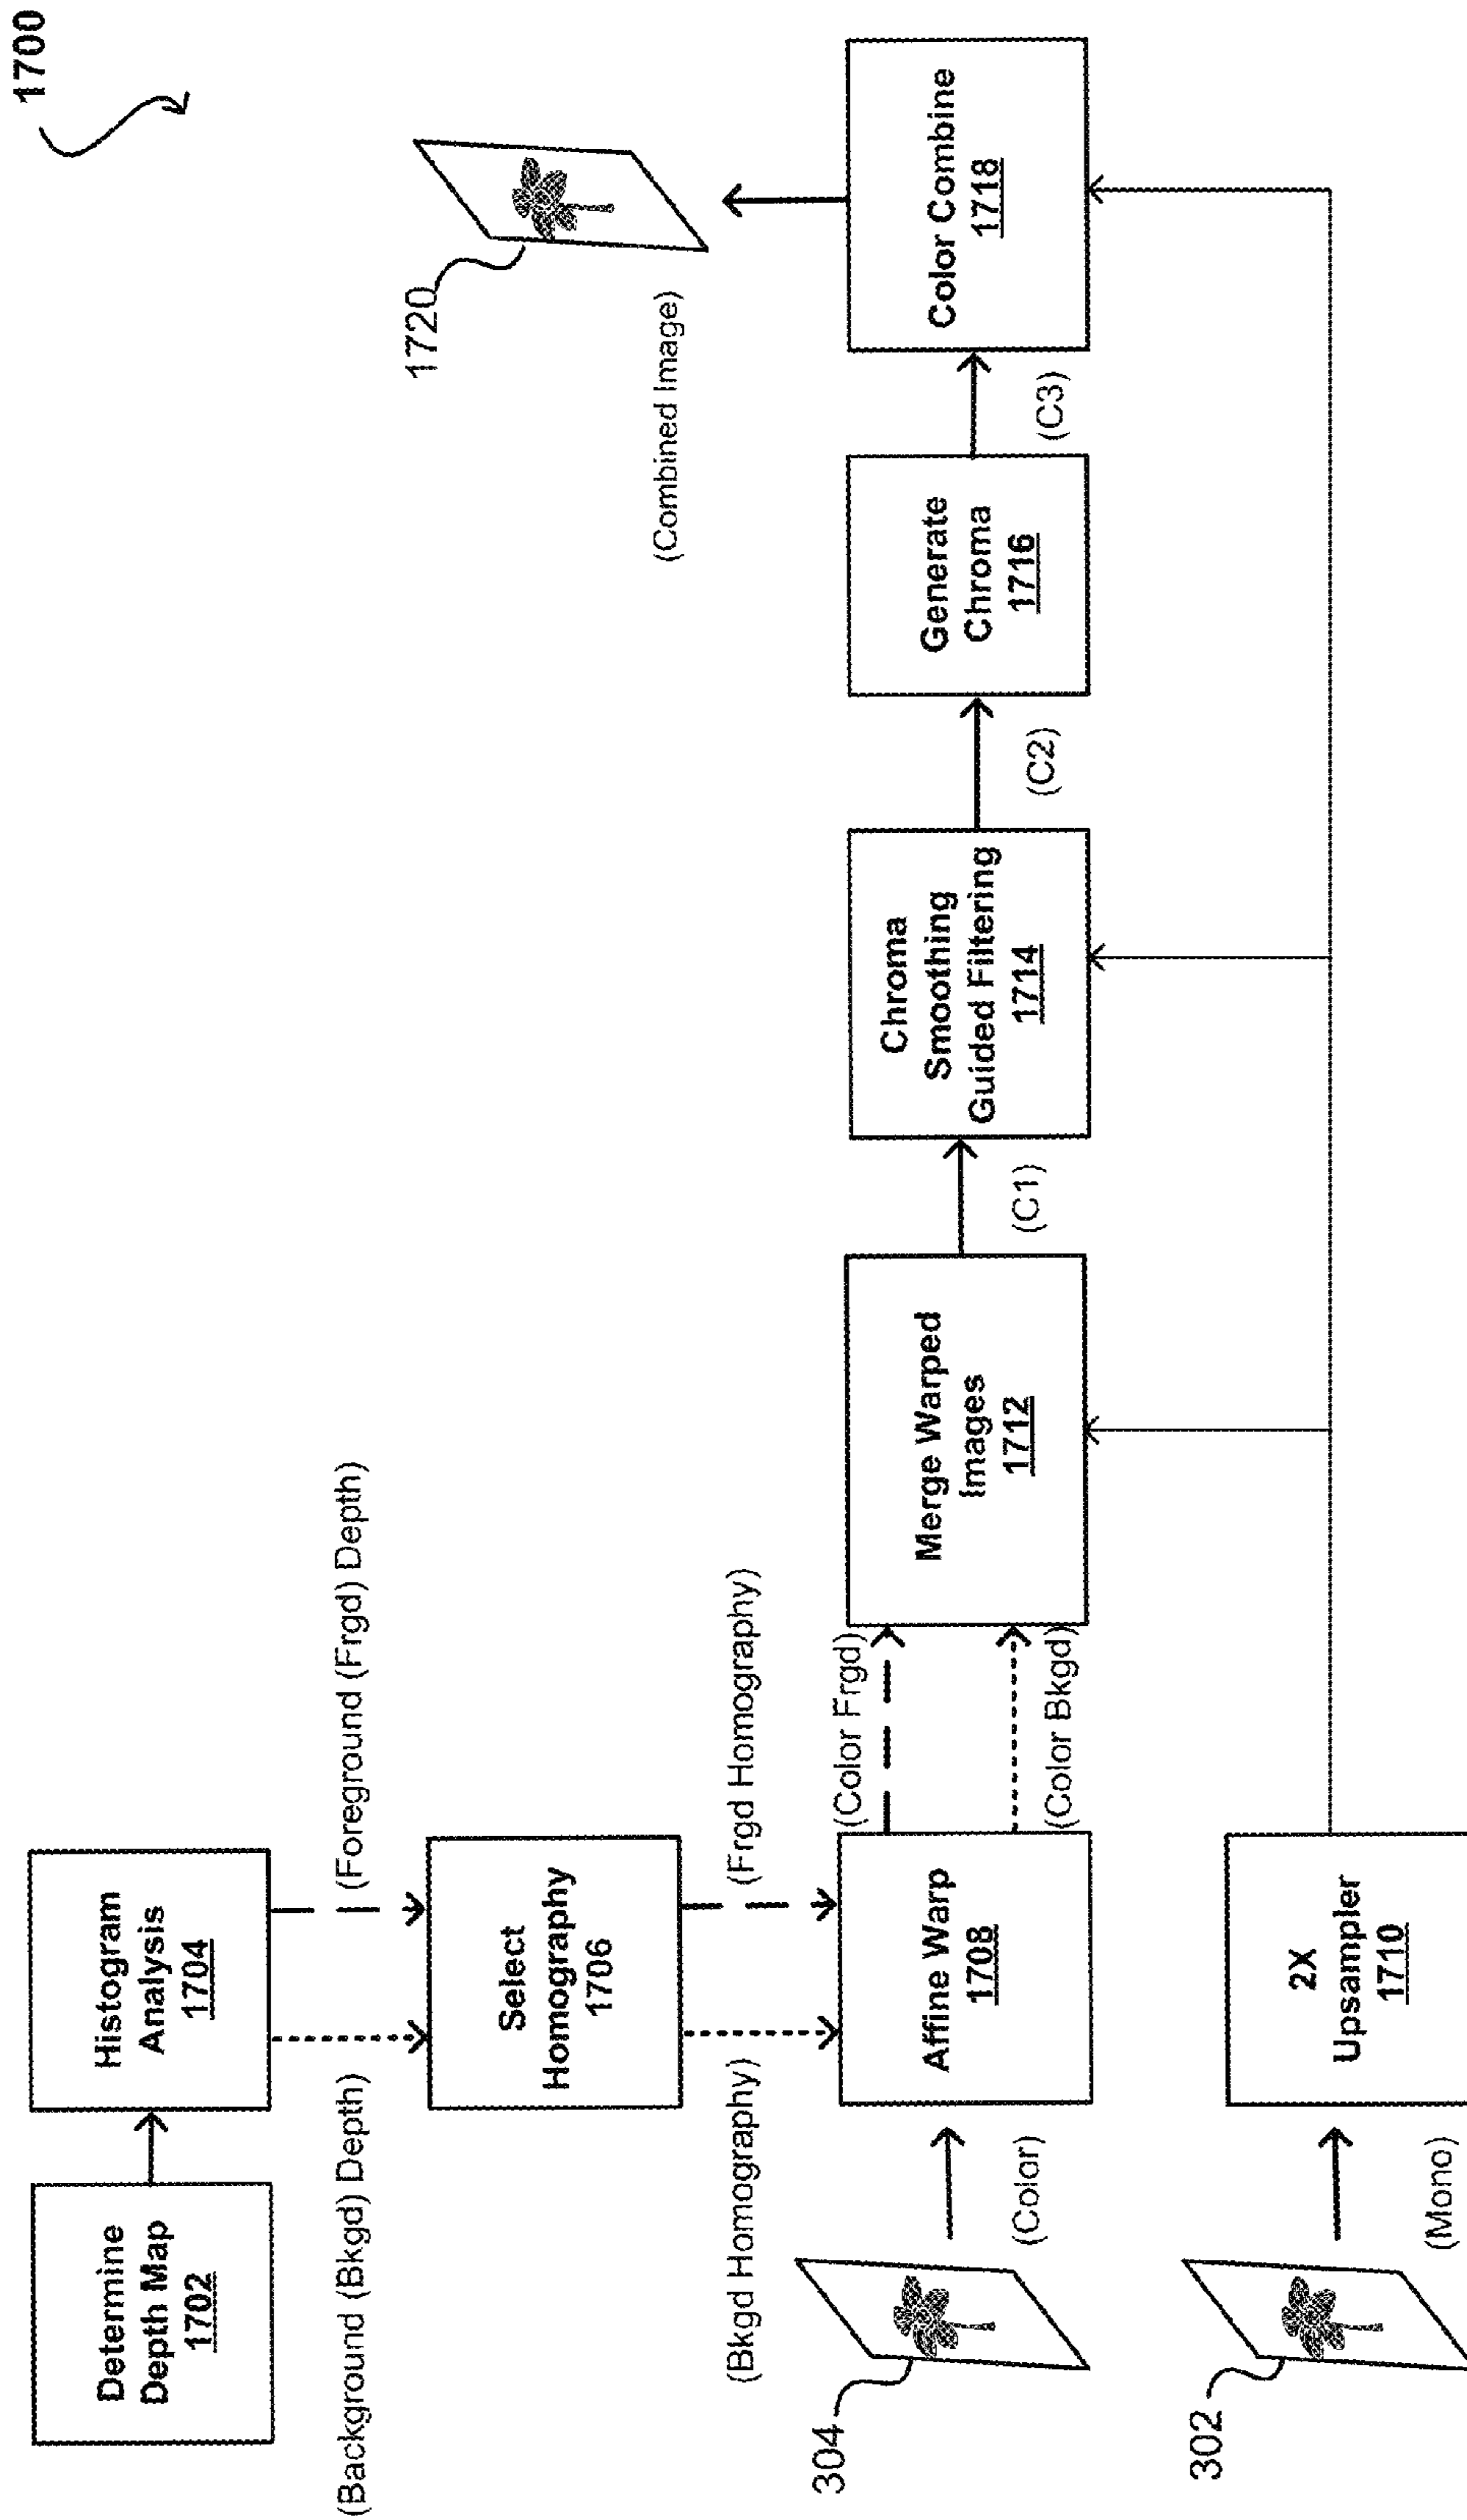 1700
Determine
Depth Map
1702
Histogram
Analysis
1704
(Background (Bkgd) Depth)
(Foreground (Frgd) Depth)
Select
Homography
1706
(Bkgd Homography)
(Frgd Homography)
304
(Color)
Affine Warp
1708
(Color Frgd)
(Color Bkgd)
Merge Warped
Images
1712
(C1)
Chroma
Smoothing
Guided Filtering
1714
(C2)
Generate
Chroma
1716
(C3)
Color Combine
1718
1720
(Combined Image)
302
(Mono)
2X
Upsampler
1710